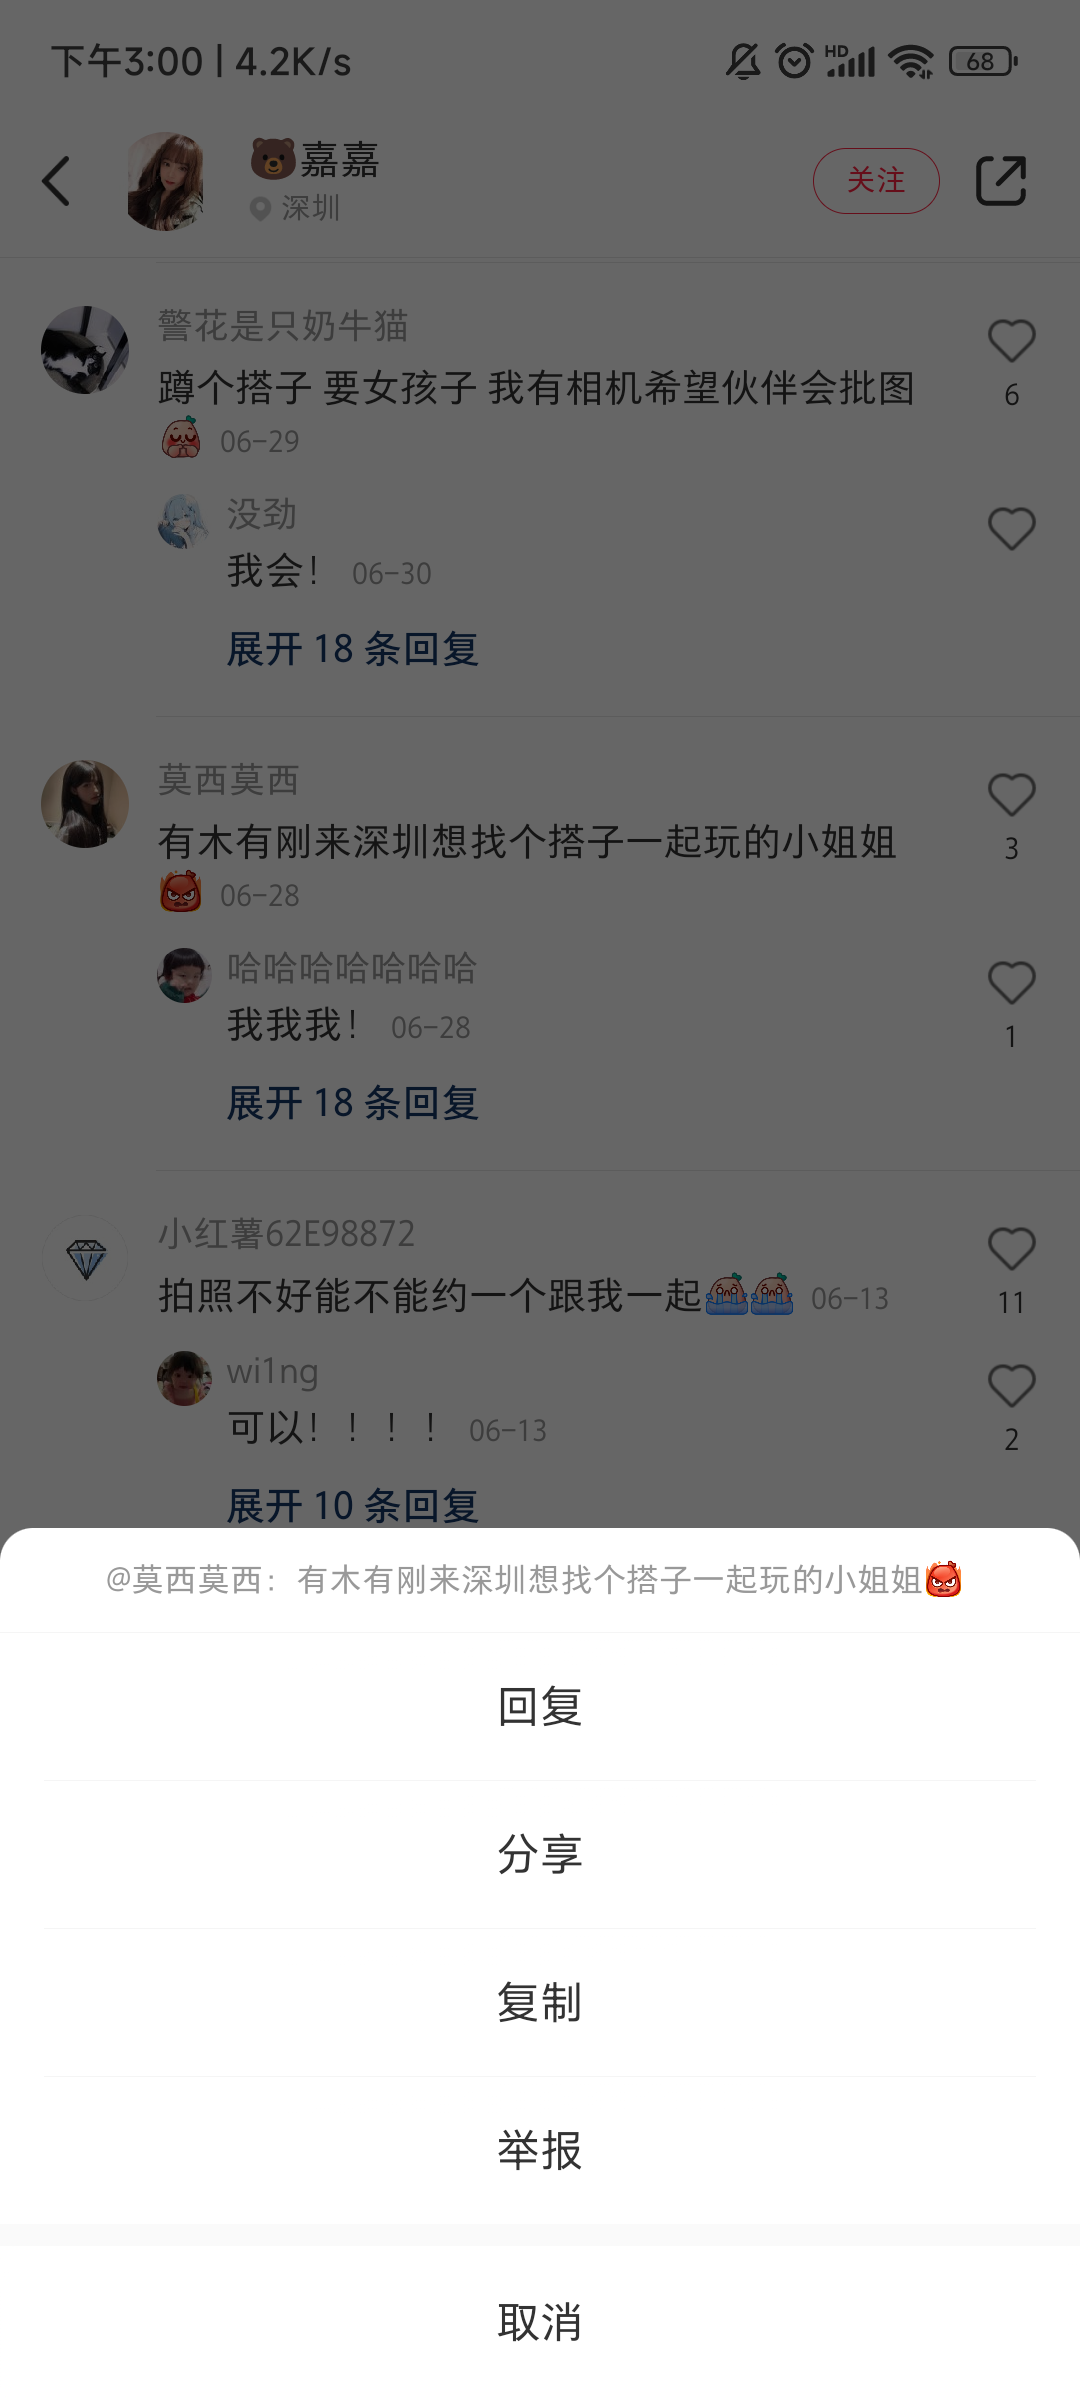 下午3:00 | 4.2K/s
HD
68
🐻嘉嘉
深圳
关注
警花是只奶牛猫
蹲个搭子 要女孩子 我有相机希望伙伴会批图
06-29
6
没劲
我会！ 06-30
展开 18 条回复
莫西莫西
有木有刚来深圳想找个搭子一起玩的小姐姐
06-28
3
哈哈哈哈哈哈哈
我我我！ 06-28
1
展开 18 条回复
小红薯62E98872
拍照不好能不能约一个跟我一起 06-13
11
wi1ng
可以！！！！ 06-13
2
展开 10 条回复
@莫西莫西：有木有刚来深圳想找个搭子一起玩的小姐姐
回复
分享
复制
举报
取消